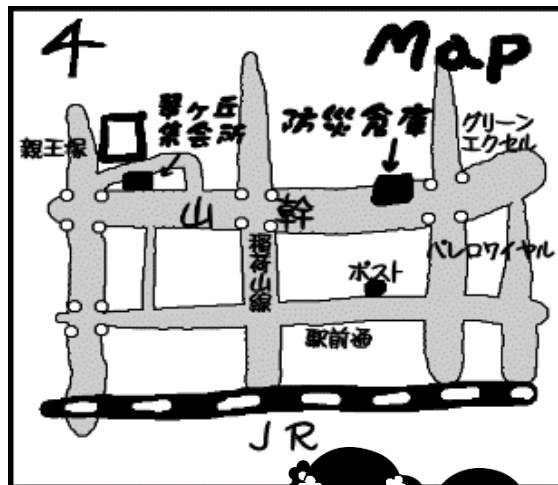 4
Map
翠ヶ丘
集会所
防災倉庫
グリーン
エクセル
親王塚
山
幹
稲荷山線
ポスト
パレロワイヤル
駅前通
JR